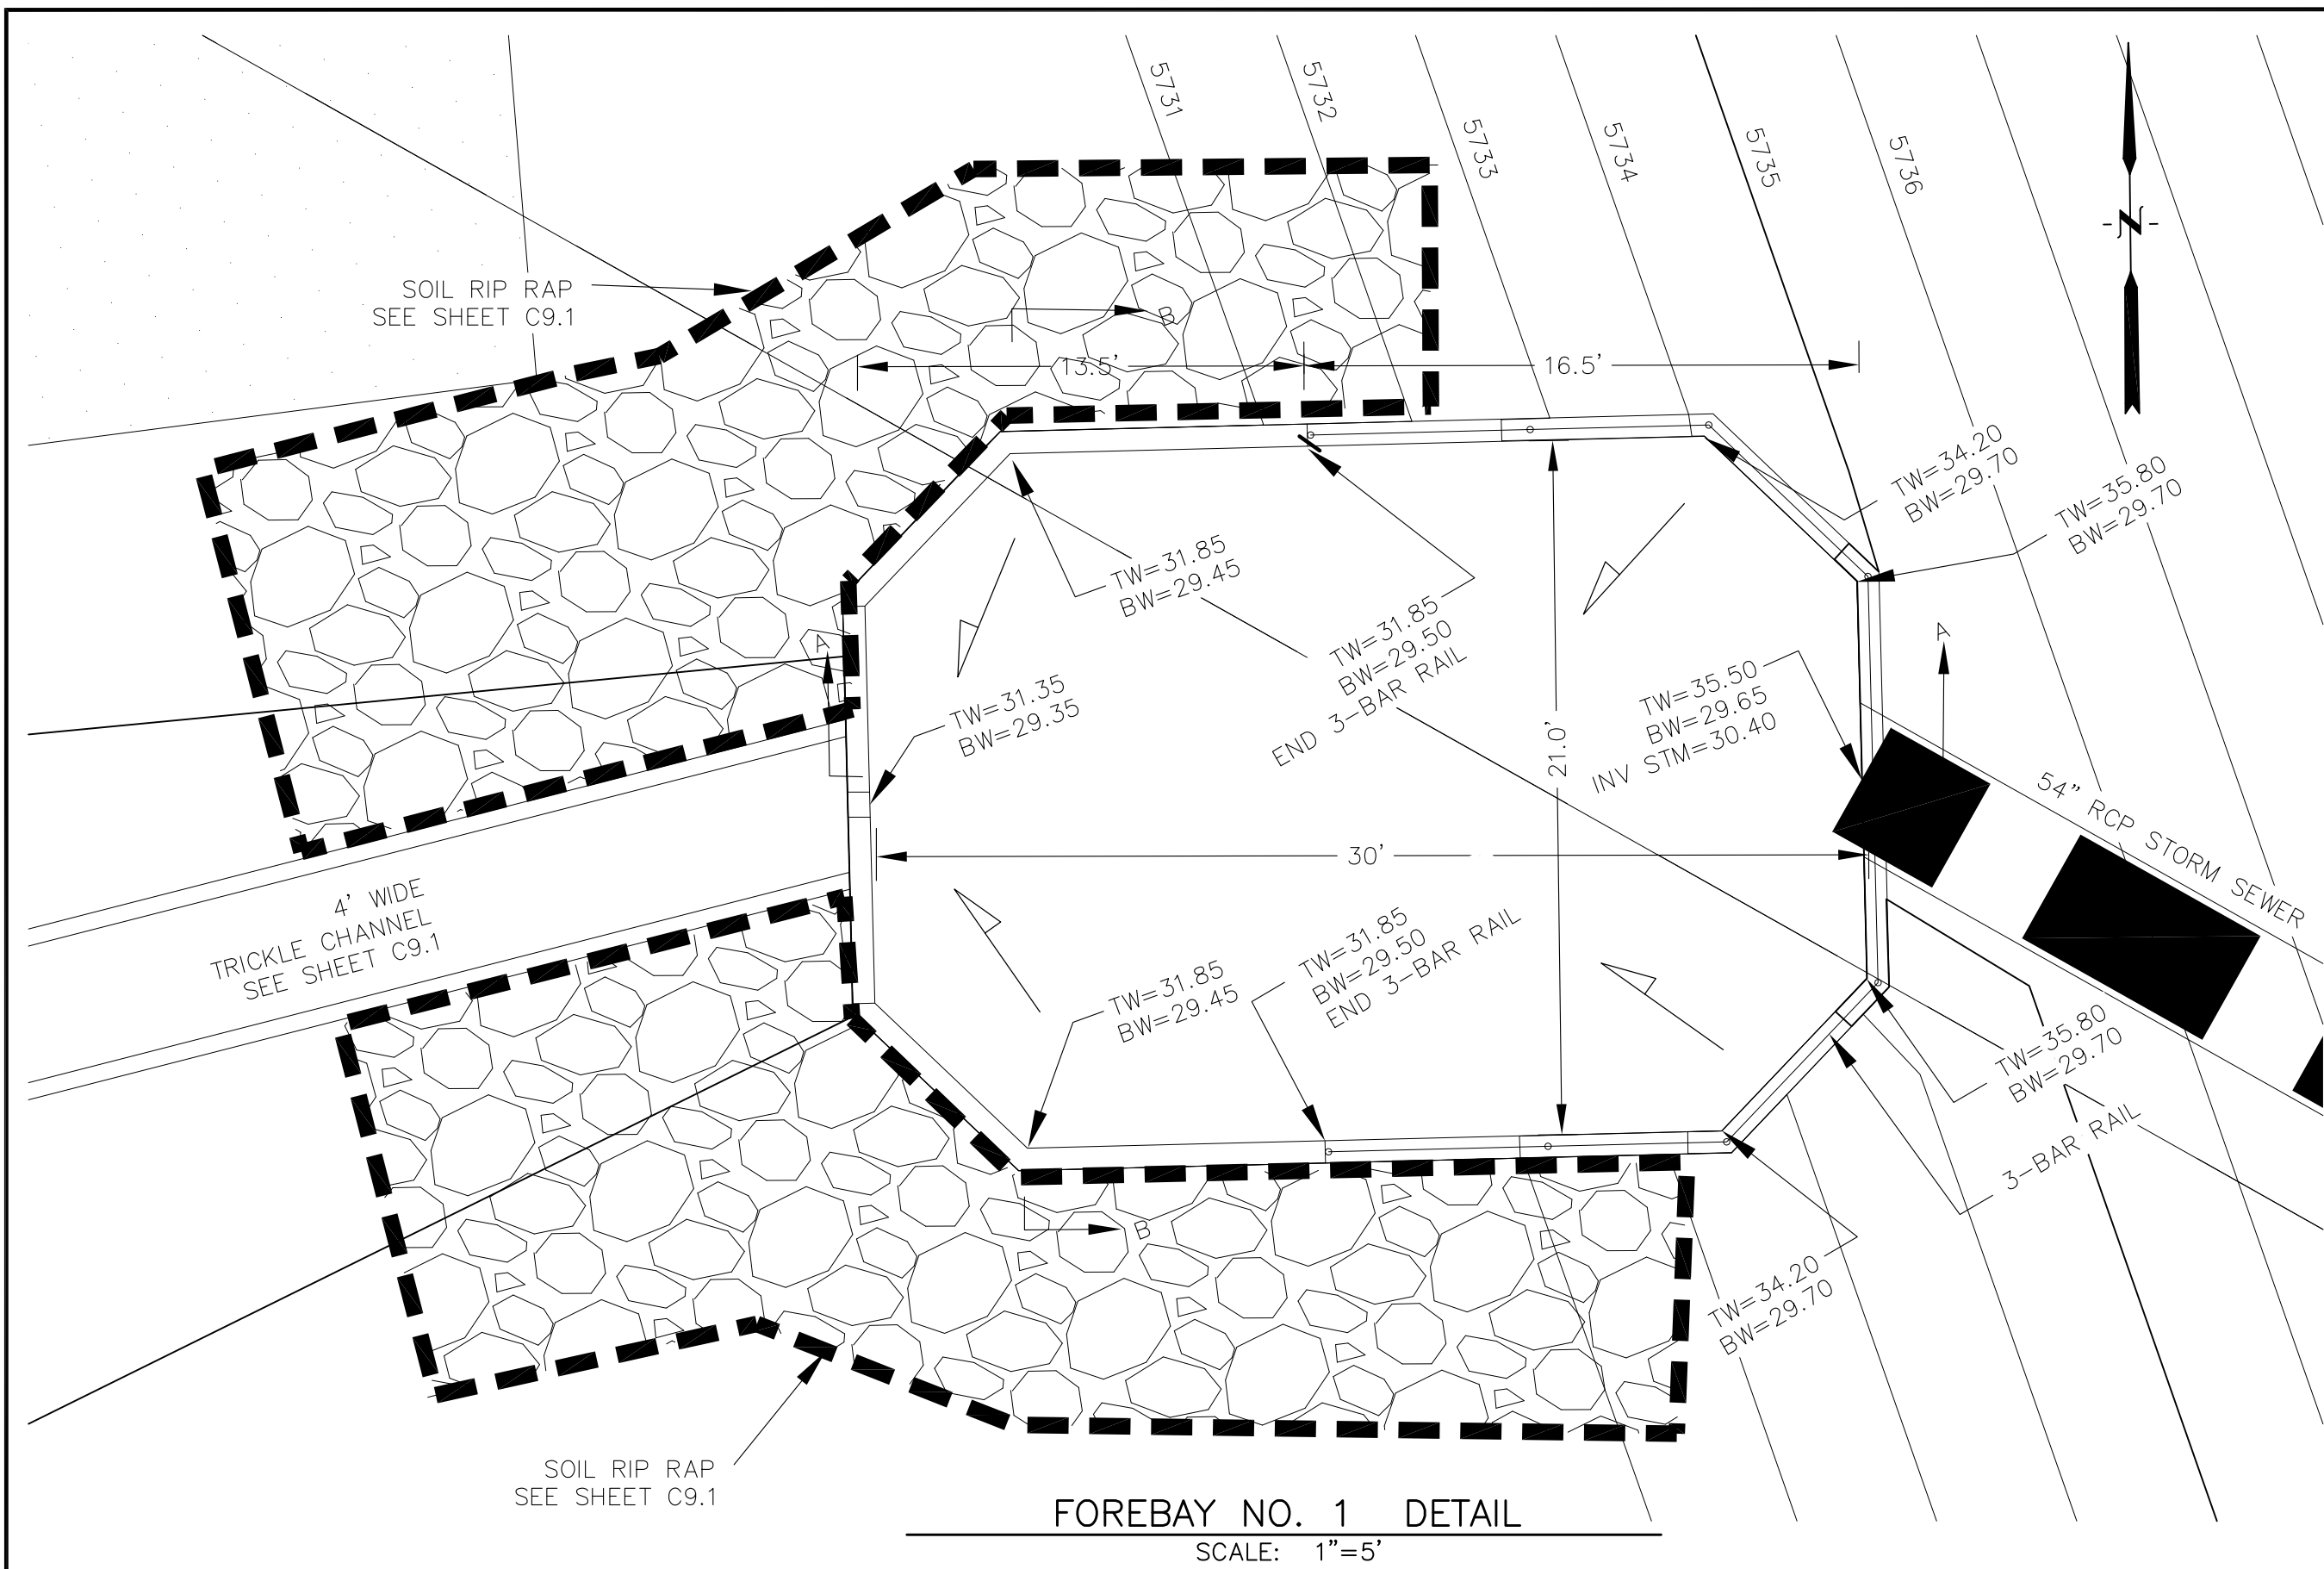 5731
5732
5733
5734
5735
5736
-N-
SOIL RIP RAP
SEE SHEET C9.1
B
13.5'
16.5'
TW=34.20
BW=29.70
TW=35.80
BW=29.70
TW=31.85
BW=29.45
TW=31.85
BW=29.50
END 3-BAR RAIL
A
A
TW=31.35
BW=29.35
TW=35.50
BW=29.65
INV STM=30.40
21.0'
54" RCP STORM SEWER
30'
4' WIDE
TRICKLE CHANNEL
SEE SHEET C9.1
TW=31.85
BW=29.45
TW=31.85
BW=29.50
END 3-BAR RAIL
TW=35.80
BW=29.70
3-BAR RAIL
B
TW=34.20
BW=29.70
SOIL RIP RAP
SEE SHEET C9.1
FOREBAY NO. 1 DETAIL
SCALE: 1"=5'